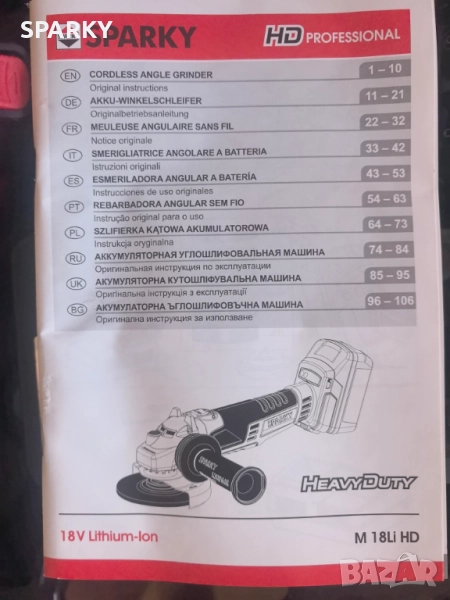 СПАРКУ
SPARKY
HD PROFESSIONAL
EN CORDLESS ANGLE GRINDER 1 – 10
Original instructions
DE AKKU-WINKELSCHLEIFER 11 – 21
Originalbetriebsanleitung
FR MEULEUSE ANGULAIRE SANS FIL 22 – 32
Notice originale
IT SMERIGLIATRICE ANGOLARE A BATTERIA 33 – 42
Istruzioni originali
ES ESMERILADORA ANGULAR A BATERÍA 43 – 53
Instrucciones de uso originales
PT REBARBADORA ANGULAR SEM FIO 54 – 63
Instrução original para o uso
PL SZLIFIERKA KĄTOWA AKUMULATOROWA 64 – 73
Instrukcja oryginalna
RU АККУМУЛЯТОРНАЯ УГЛОШЛИФОВАЛЬНАЯ МАШИНА 74 – 84
Оригинальная инструкция по эксплуатации
UK АКУМУЛЯТОРНА КУТОШЛІФУВАЛЬНА МАШИНА 85 – 95
Оригінальна інструкція з експлуатації
BG АКУМУЛАТОРНА ЪГЛОШЛИФОВЪЧНА МАШИНА 96 – 106
Оригинална инструкция за използване
SPARKY
SPARKY
HEAVYDUTY
18V Lithium-Ion
M 18Li HD
BAZAR